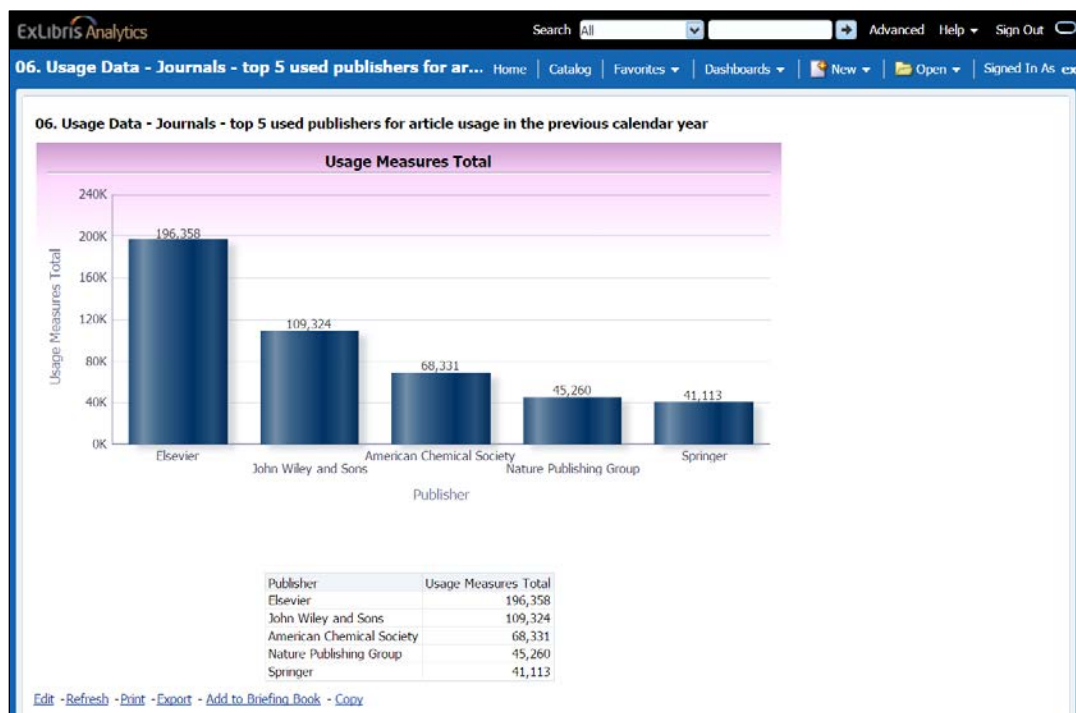 ExLibris Analytics Search All Advanced Help Sign Out
06. Usage Data - Journals - top 5 used publishers for ar... Home Catalog Favorites Dashboards New Open Signed In As ex
06. Usage Data - Journals - top 5 used publishers for article usage in the previous calendar year
Usage Measures Total
240K
200K
160K
120K
80K
40K
0K
Usage Measures Total
196,358
109,324
68,331
45,260
41,113
Elsevier
John Wiley and Sons
American Chemical Society
Nature Publishing Group
Springer
Publisher
Publisher Usage Measures Total
Elsevier 196,358
John Wiley and Sons 109,324
American Chemical Society 68,331
Nature Publishing Group 45,260
Springer 41,113
Edit - Refresh - Print - Export - Add to Briefing Book - Copy